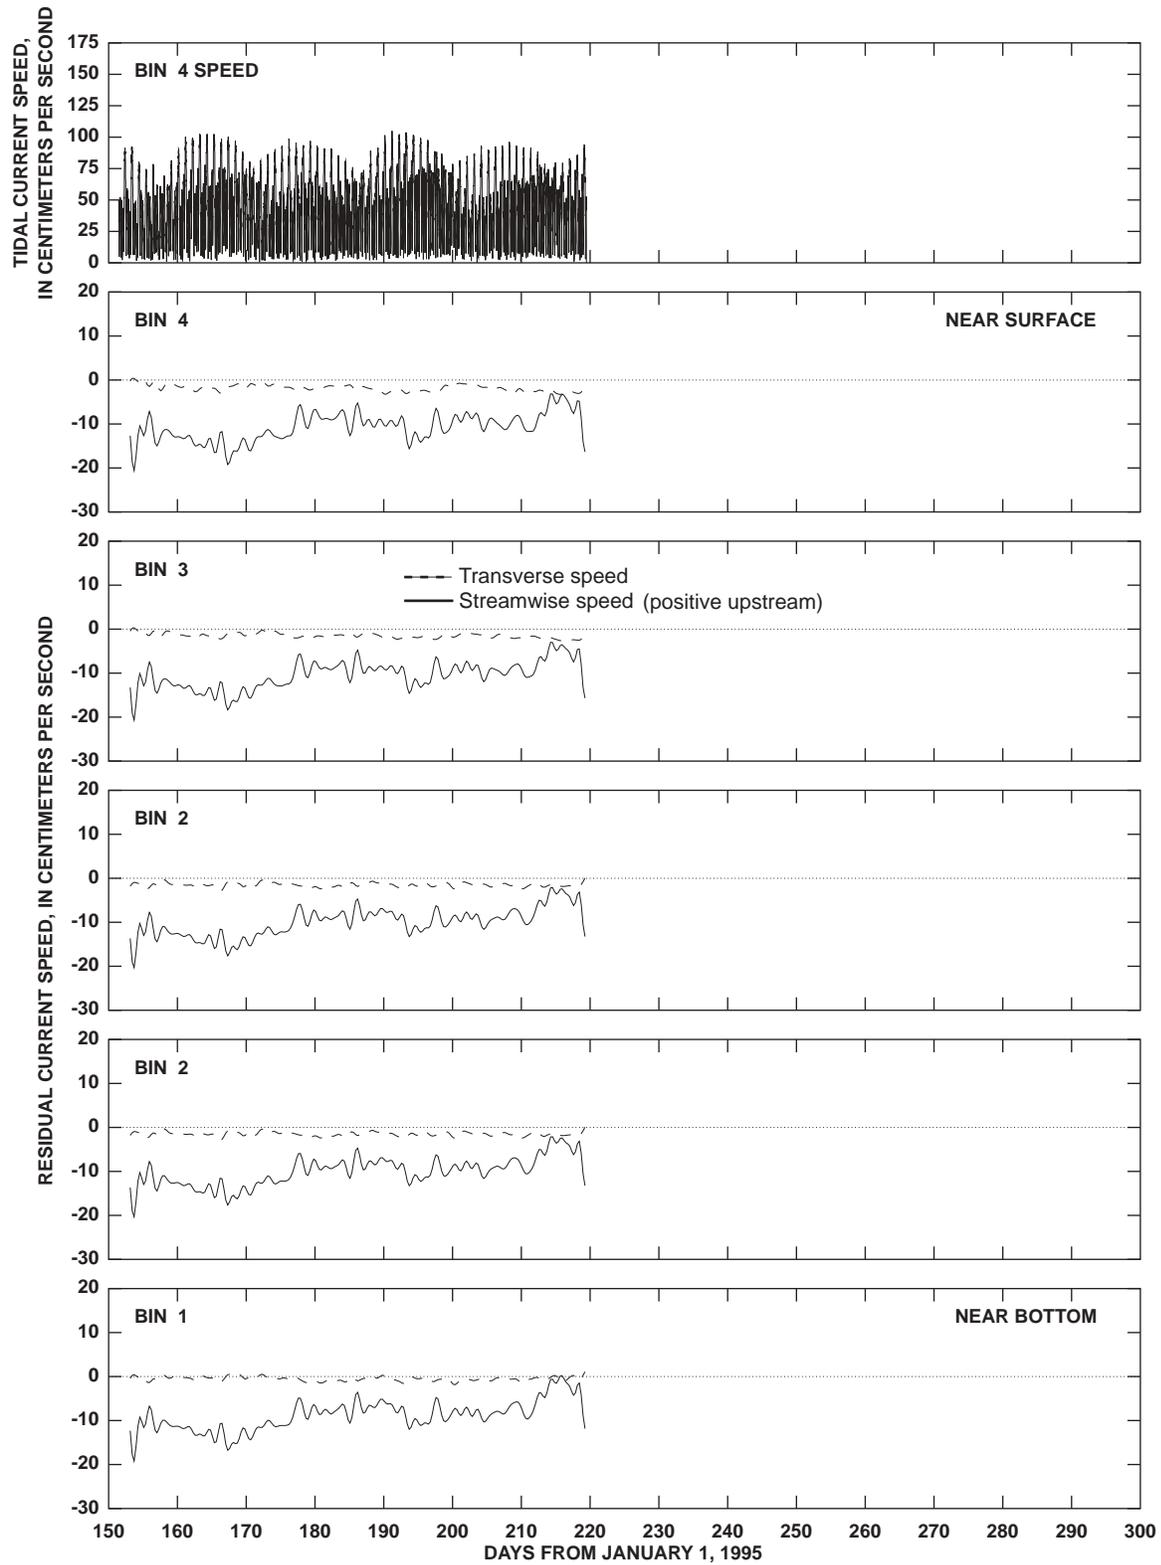 TIDAL CURRENT SPEED,
IN CENTIMETERS PER SECOND
175
150
125
100
75
50
25
0
BIN 4 SPEED
RESIDUAL CURRENT SPEED, IN CENTIMETERS PER SECOND
20
10
0
-10
-20
-30
BIN 4
NEAR SURFACE
20
10
0
-10
-20
-30
BIN 3
Transverse speed
Streamwise speed (positive upstream)
20
10
0
-10
-20
-30
BIN 2
20
10
0
-10
-20
-30
BIN 2
20
10
0
-10
-20
-30
BIN 1
NEAR BOTTOM
150 160 170 180 190 200 210 220 230 240 250 260 270 280 290 300
DAYS FROM JANUARY 1, 1995